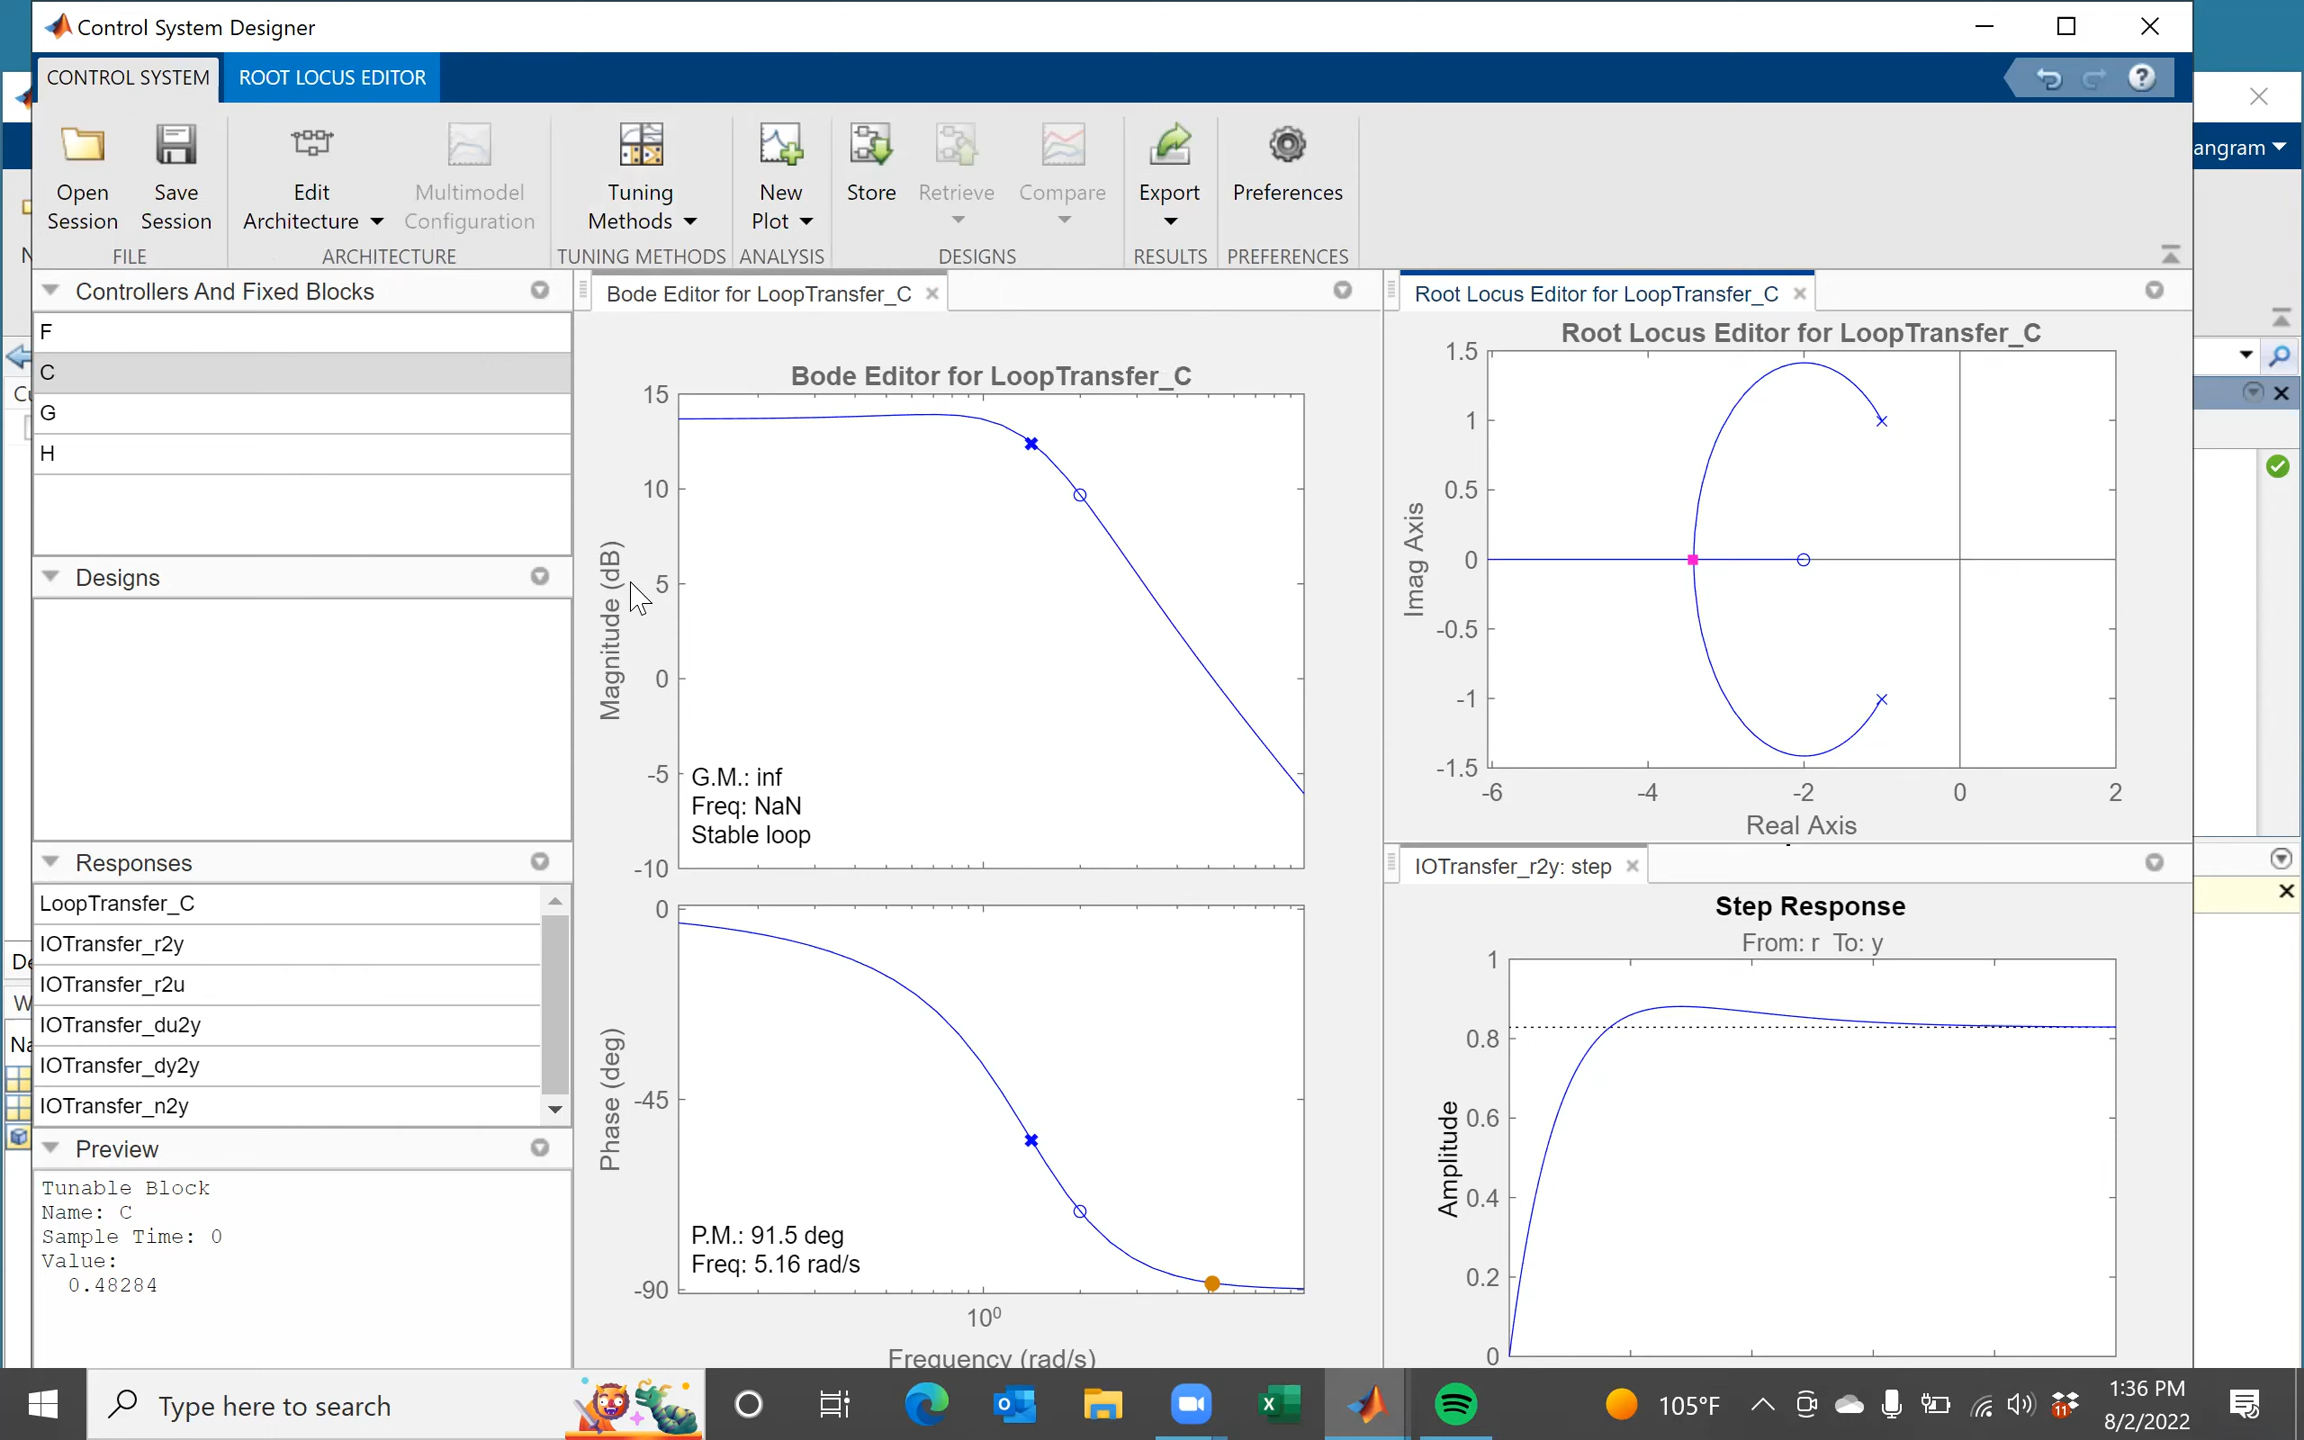 Control System Designer
CONTROL SYSTEM
ROOT LOCUS EDITOR
angram
Open Session
Save Session
Edit Architecture
Multimodel Configuration
Tuning Methods
New Plot
Store
Retrieve
Compare
Export
Preferences
FILE
ARCHITECTURE
TUNING METHODS
ANALYSIS
DESIGNS
RESULTS
PREFERENCES
Controllers And Fixed Blocks
F
C
G
H
Designs
Responses
LoopTransfer_C
IOTransfer_r2y
IOTransfer_r2u
IOTransfer_du2y
IOTransfer_dy2y
IOTransfer_n2y
Preview
Tunable Block
Name: C
Sample Time: 0
Value:
0.48284
Bode Editor for LoopTransfer_C
Bode Editor for LoopTransfer_C
15
10
5
0
-5
-10
Magnitude (dB)
G.M.: inf
Freq: NaN
Stable loop
0
-45
-90
Phase (deg)
P.M.: 91.5 deg
Freq: 5.16 rad/s
10⁰
Frequency (rad/s)
Root Locus Editor for LoopTransfer_C
Root Locus Editor for LoopTransfer_C
1.5
1
0.5
0
-0.5
-1
-1.5
Imag Axis
-6 -4 -2 0 2
Real Axis
IOTransfer_r2y: step
Step Response
From: r To: y
1
0.8
0.6
0.4
0.2
0
Amplitude
Type here to search
11
105°F
1:36 PM
8/2/2022